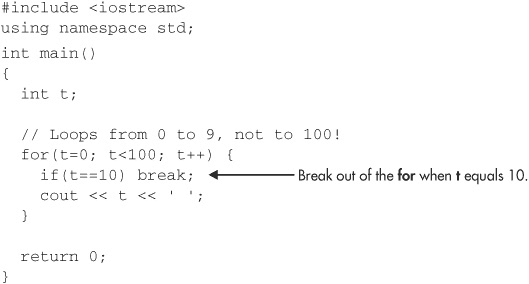 #include <iostream>
using namespace std;
int main()
{
  int t;

  // Loops from 0 to 9, not to 100!
  for(t=0; t<100; t++) {
    if(t==10) break; Break out of the for when t equals 10.
    cout << t << ' ';
  }

  return 0;
}